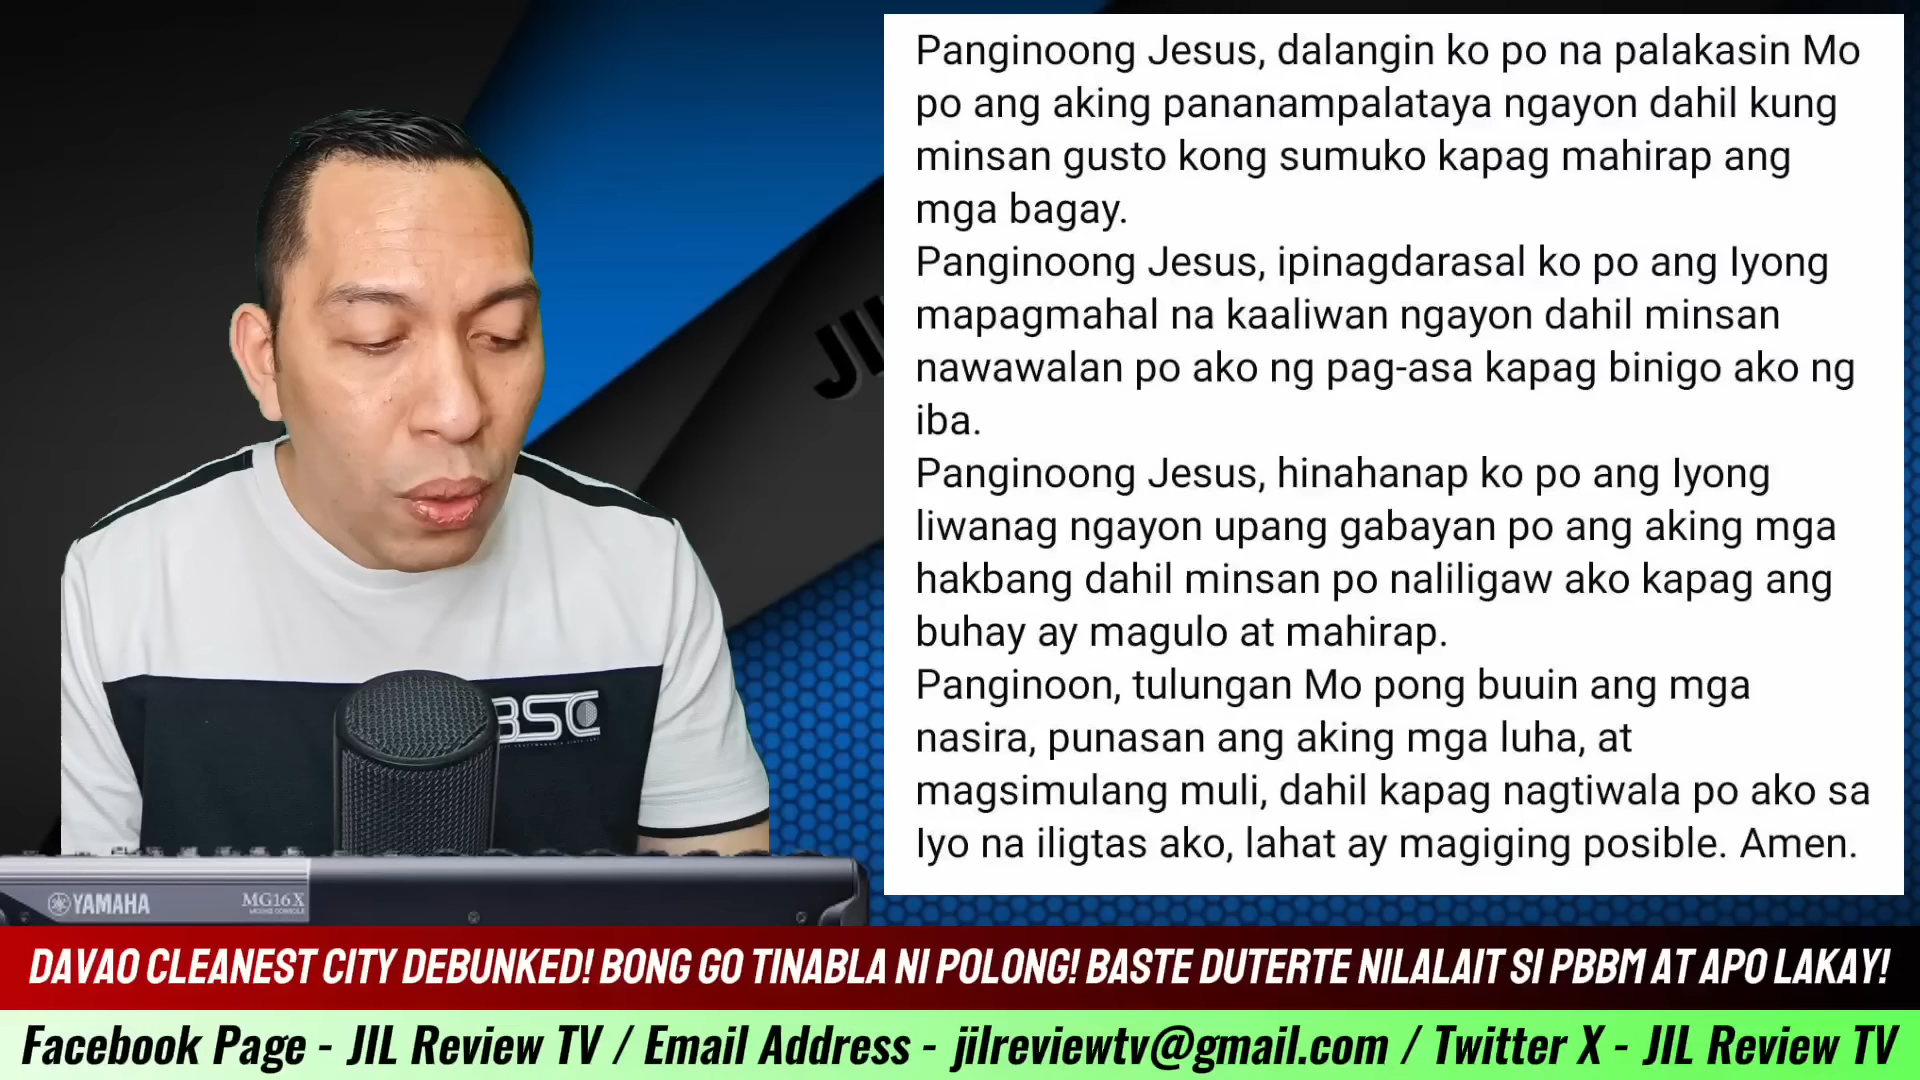 Panginoong Jesus, dalangin ko po na palakasin Mo
po ang aking pananampalataya ngayon dahil kung
minsan gusto kong sumuko kapag mahirap ang
mga bagay.
Panginoong Jesus, ipinagdarasal ko po ang Iyong
mapagmahal na kaaliwan ngayon dahil minsan
nawawalan po ako ng pag-asa kapag binigo ako ng
iba.
Panginoong Jesus, hinahanap ko po ang Iyong
liwanag ngayon upang gabayan po ang aking mga
hakbang dahil minsan po naliligaw ako kapag ang
buhay ay magulo at mahirap.
Panginoon, tulungan Mo pong buuin ang mga
nasira, punasan ang aking mga luha, at
magsimulang muli, dahil kapag nagtiwala po ako sa
Iyo na iligtas ako, lahat ay magiging posible. Amen.
JIL
BSC
YAMAHA
MG16X
MIXING CONSOLE
DAVAO CLEANEST CITY DEBUNKED! BONG GO TINABLA NI POLONG! BASTE DUTERTE NILALAIT SI PBBM AT APO LAKAY!
Facebook Page - JIL Review TV / Email Address - jilreviewtv@gmail.com / Twitter X - JIL Review TV